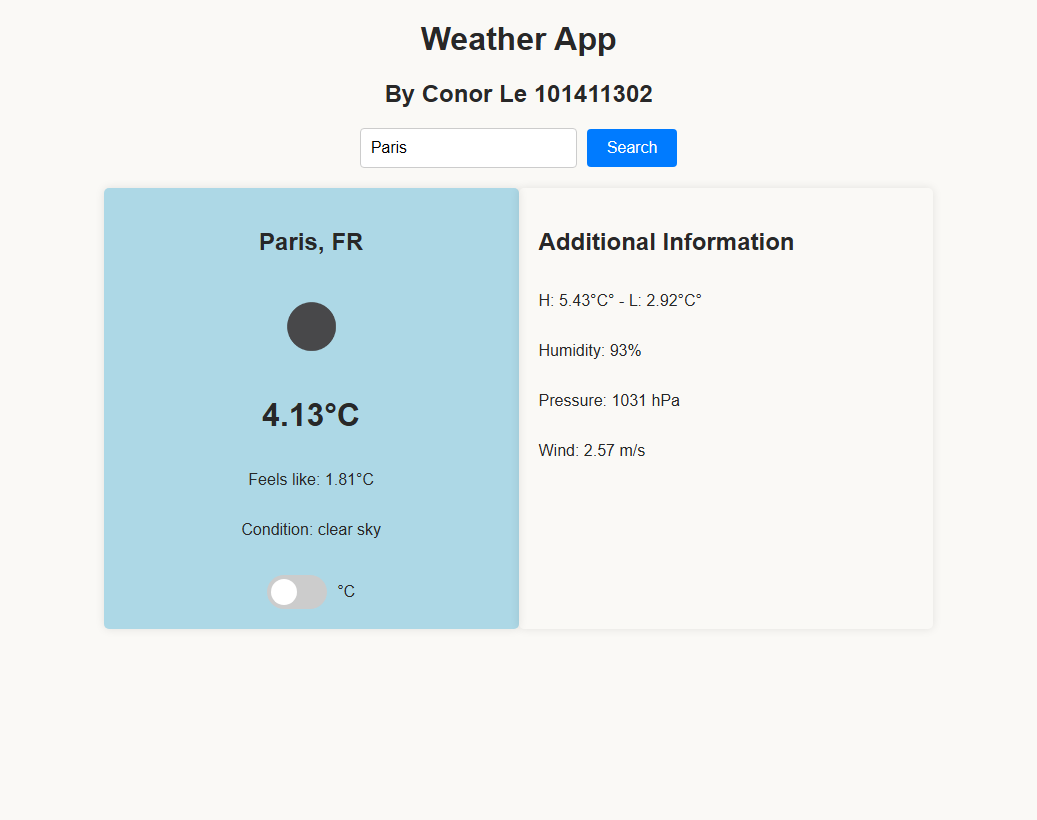 Weather App
By Conor Le 101411302
Paris
Search
Paris, FR
4.13°C
Feels like: 1.81°C
Condition: clear sky
°C
Additional Information
H: 5.43°C° - L: 2.92°C°
Humidity: 93%
Pressure: 1031 hPa
Wind: 2.57 m/s